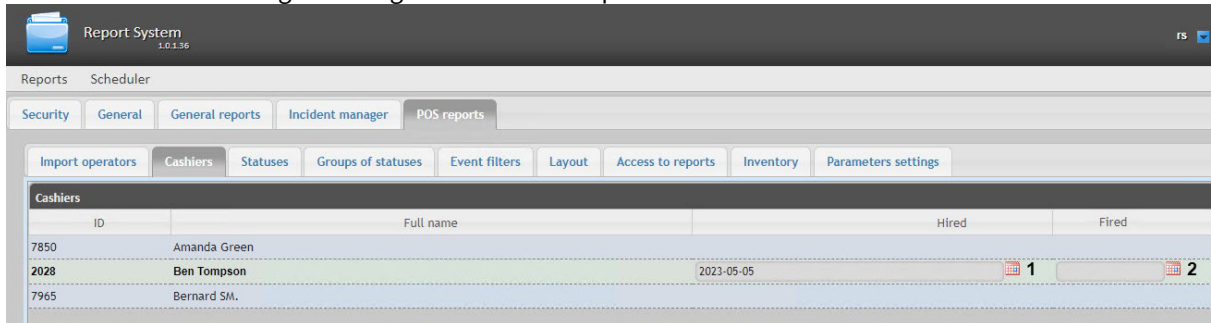 Report System
1.0.1.36
rs
Reports Scheduler
Security General General reports Incident manager POS reports
Import operators Cashiers Statuses Groups of statuses Event filters Layout Access to reports Inventory Parameters settings
Cashiers
ID Full name Hired Fired
7850 Amanda Green
2028 Ben Tompson 2023-05-05 1 2
7965 Bernard SM.